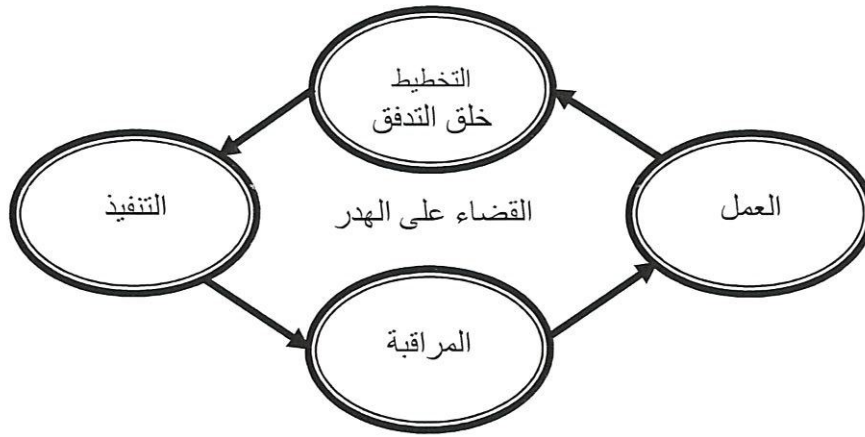 التخطيط
خلق التدفق
العمل
القضاء على الهدر
التنفيذ
المراقبة